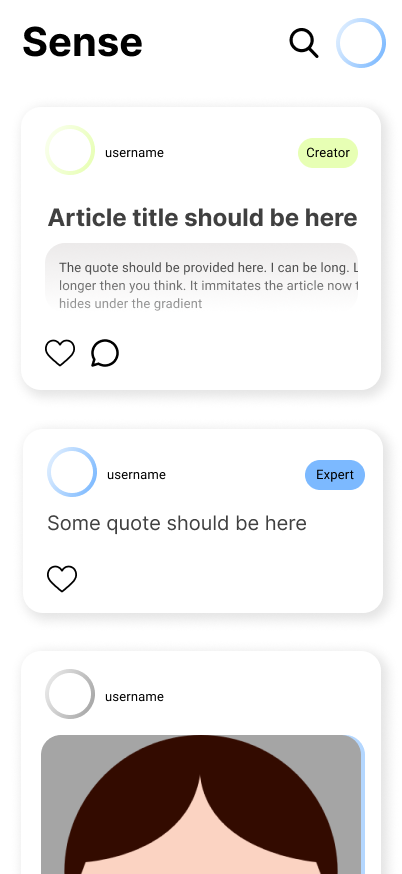 Sense
username
Creator
Article title should be here
The quote should be provided here. I can be long. L
longer then you think. It immitates the article now t
hides under the gradient
username
Expert
Some quote should be here
username